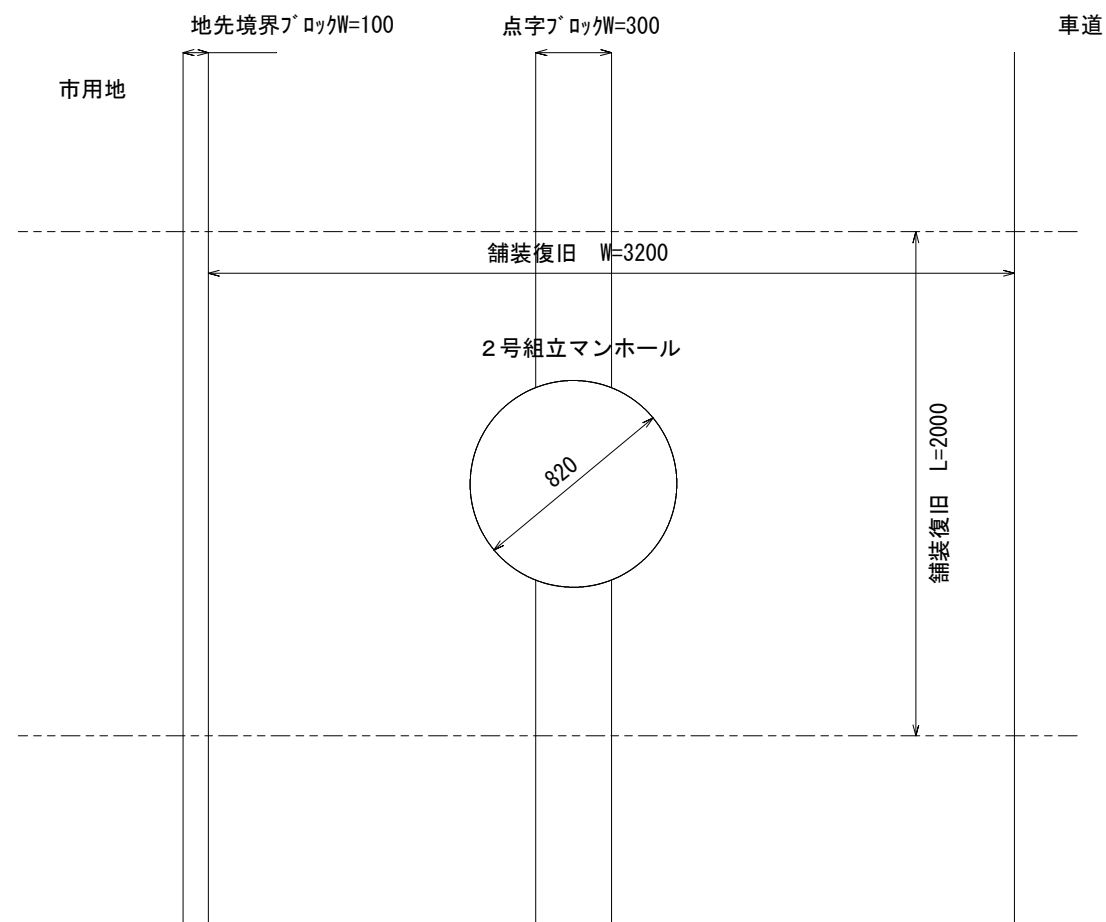 地先境界ﾌﾞﾛｯｸW=100
点字ﾌﾞﾛｯｸW=300
車道
市用地
舗装復旧　W=3200
２号組立マンホール
820
舗装復旧　L=2000